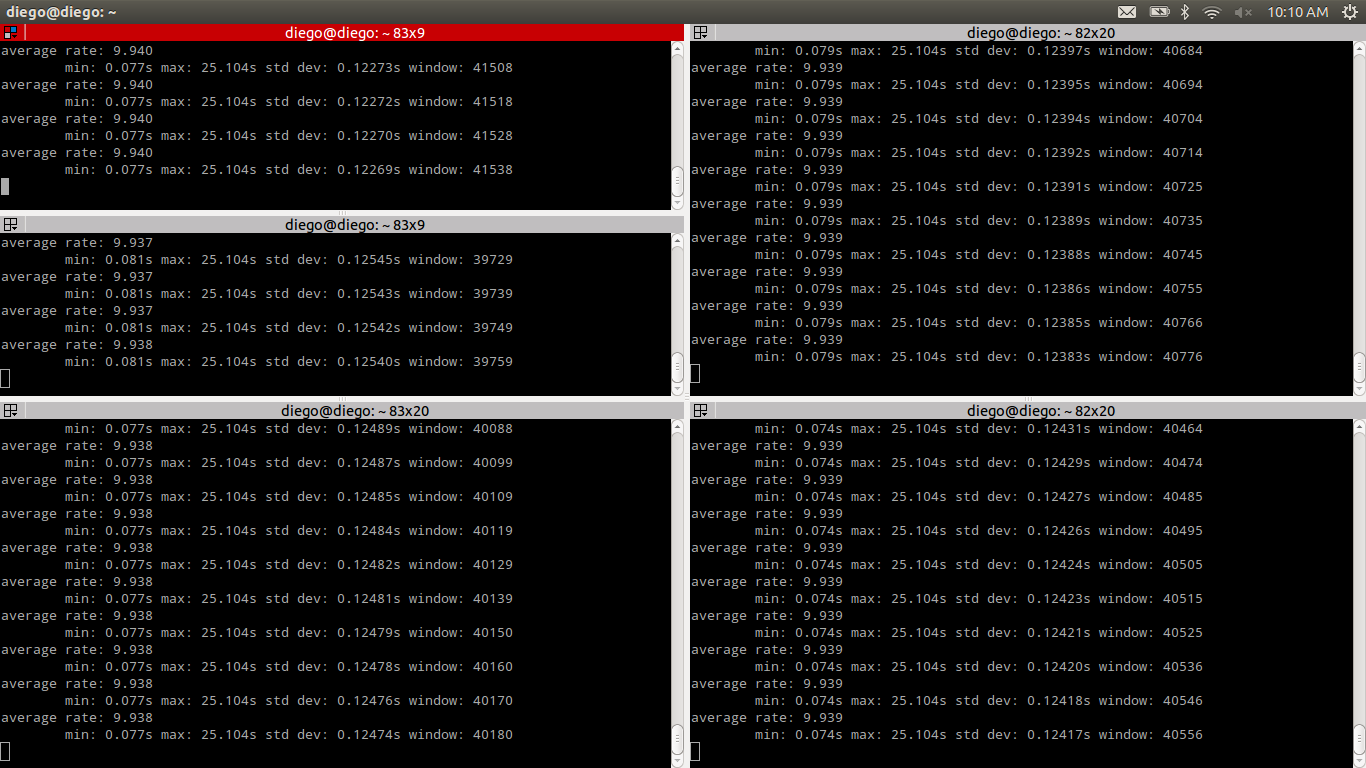 diego@diego: ~
10:10 AM
diego@diego: ~ 83x9
average rate: 9.940
min: 0.077s max: 25.104s std dev: 0.12273s window: 41508
average rate: 9.940
min: 0.077s max: 25.104s std dev: 0.12272s window: 41518
average rate: 9.940
min: 0.077s max: 25.104s std dev: 0.12270s window: 41528
average rate: 9.940
min: 0.077s max: 25.104s std dev: 0.12269s window: 41538
diego@diego: ~ 83x9
average rate: 9.937
min: 0.081s max: 25.104s std dev: 0.12545s window: 39729
average rate: 9.937
min: 0.081s max: 25.104s std dev: 0.12543s window: 39739
average rate: 9.937
min: 0.081s max: 25.104s std dev: 0.12542s window: 39749
average rate: 9.938
min: 0.081s max: 25.104s std dev: 0.12540s window: 39759
diego@diego: ~ 83x20
min: 0.077s max: 25.104s std dev: 0.12489s window: 40088
average rate: 9.938
min: 0.077s max: 25.104s std dev: 0.12487s window: 40099
average rate: 9.938
min: 0.077s max: 25.104s std dev: 0.12485s window: 40109
average rate: 9.938
min: 0.077s max: 25.104s std dev: 0.12484s window: 40119
average rate: 9.938
min: 0.077s max: 25.104s std dev: 0.12482s window: 40129
average rate: 9.938
min: 0.077s max: 25.104s std dev: 0.12481s window: 40139
average rate: 9.938
min: 0.077s max: 25.104s std dev: 0.12479s window: 40150
average rate: 9.938
min: 0.077s max: 25.104s std dev: 0.12478s window: 40160
average rate: 9.938
min: 0.077s max: 25.104s std dev: 0.12476s window: 40170
average rate: 9.938
min: 0.077s max: 25.104s std dev: 0.12474s window: 40180
diego@diego: ~ 82x20
min: 0.079s max: 25.104s std dev: 0.12397s window: 40684
average rate: 9.939
min: 0.079s max: 25.104s std dev: 0.12395s window: 40694
average rate: 9.939
min: 0.079s max: 25.104s std dev: 0.12394s window: 40704
average rate: 9.939
min: 0.079s max: 25.104s std dev: 0.12392s window: 40714
average rate: 9.939
min: 0.079s max: 25.104s std dev: 0.12391s window: 40725
average rate: 9.939
min: 0.079s max: 25.104s std dev: 0.12389s window: 40735
average rate: 9.939
min: 0.079s max: 25.104s std dev: 0.12388s window: 40745
average rate: 9.939
min: 0.079s max: 25.104s std dev: 0.12386s window: 40755
average rate: 9.939
min: 0.079s max: 25.104s std dev: 0.12385s window: 40766
average rate: 9.939
min: 0.079s max: 25.104s std dev: 0.12383s window: 40776
diego@diego: ~ 82x20
min: 0.074s max: 25.104s std dev: 0.12431s window: 40464
average rate: 9.939
min: 0.074s max: 25.104s std dev: 0.12429s window: 40474
average rate: 9.939
min: 0.074s max: 25.104s std dev: 0.12427s window: 40485
average rate: 9.939
min: 0.074s max: 25.104s std dev: 0.12426s window: 40495
average rate: 9.939
min: 0.074s max: 25.104s std dev: 0.12424s window: 40505
average rate: 9.939
min: 0.074s max: 25.104s std dev: 0.12423s window: 40515
average rate: 9.939
min: 0.074s max: 25.104s std dev: 0.12421s window: 40525
average rate: 9.939
min: 0.074s max: 25.104s std dev: 0.12420s window: 40536
average rate: 9.939
min: 0.074s max: 25.104s std dev: 0.12418s window: 40546
average rate: 9.939
min: 0.074s max: 25.104s std dev: 0.12417s window: 40556